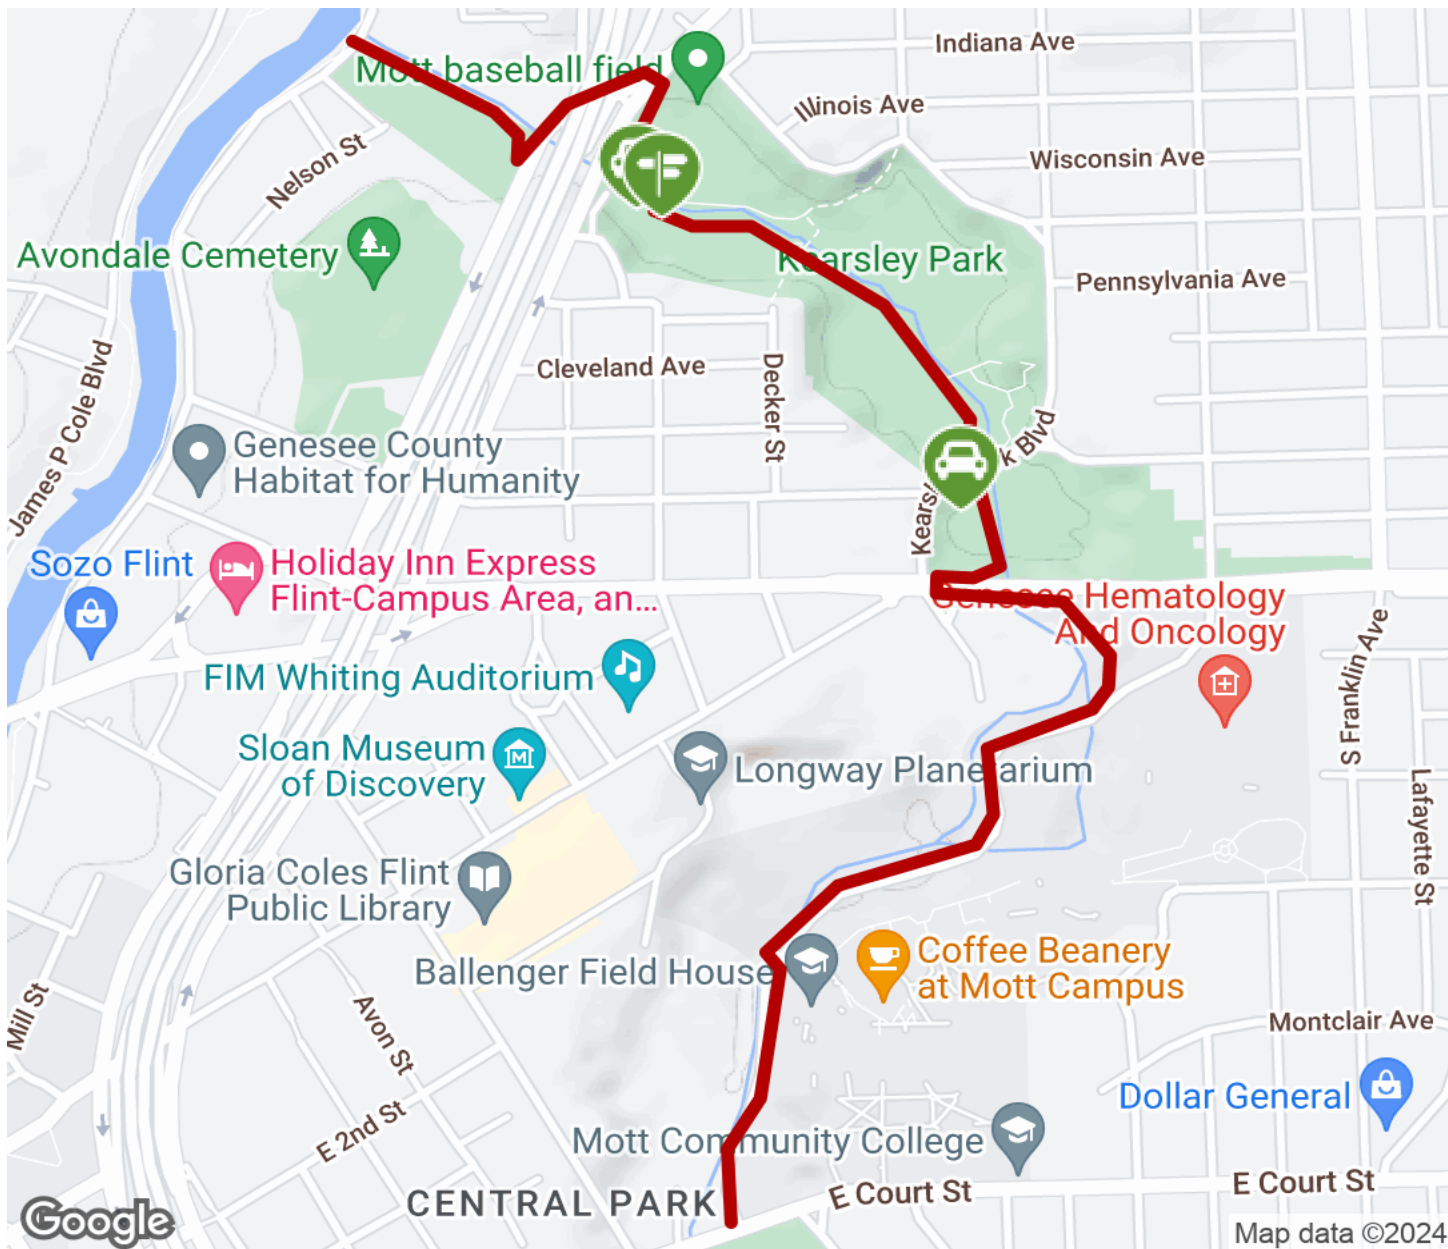 Indiana Ave
Mott baseball field
Illinois Ave
Nelson St
Wisconsin Ave
Avondale Cemetery
Kearsley Park
Pennsylvania Ave
James P Cole Blvd
Cleveland Ave
Decker St
k Blvd
Genesee County
Habitat for Humanity
Kearsl
Sozo Flint
Holiday Inn Express
Flint-Campus Area, an...
Genesee Hematology
And Oncology
FIM Whiting Auditorium
S Franklin Ave
Sloan Museum
of Discovery
M
Longway Planetarium
Lafayette St
Gloria Coles Flint
Public Library
Ballenger Field House
Coffee Beanery
at Mott Campus
Mill St
Avon St
Montclair Ave
Dollar General
E 2nd St
Mott Community College
CENTRAL PARK
E Court St
E Court St
Google
Map data ©2024